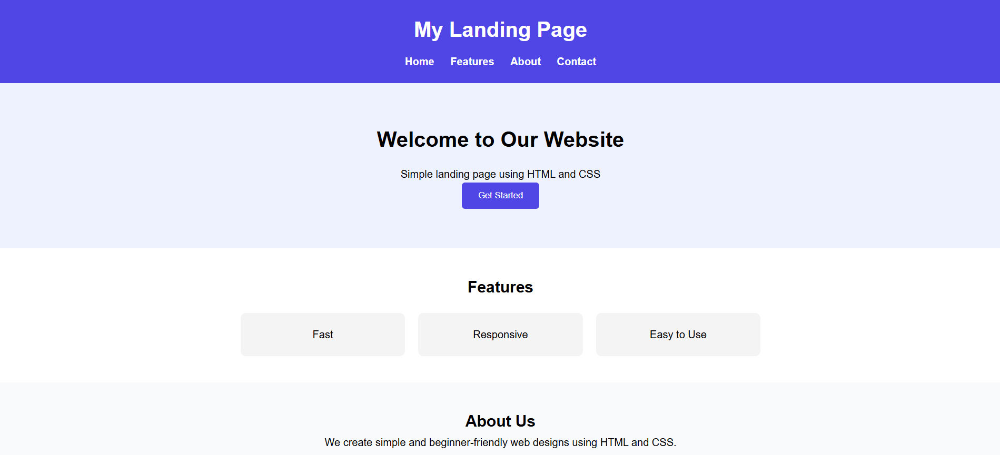 My Landing Page
Home Features About Contact
Welcome to Our Website
Simple landing page using HTML and CSS
Get Started
Features
Fast Responsive Easy to Use
About Us
We create simple and beginner-friendly web designs using HTML and CSS.